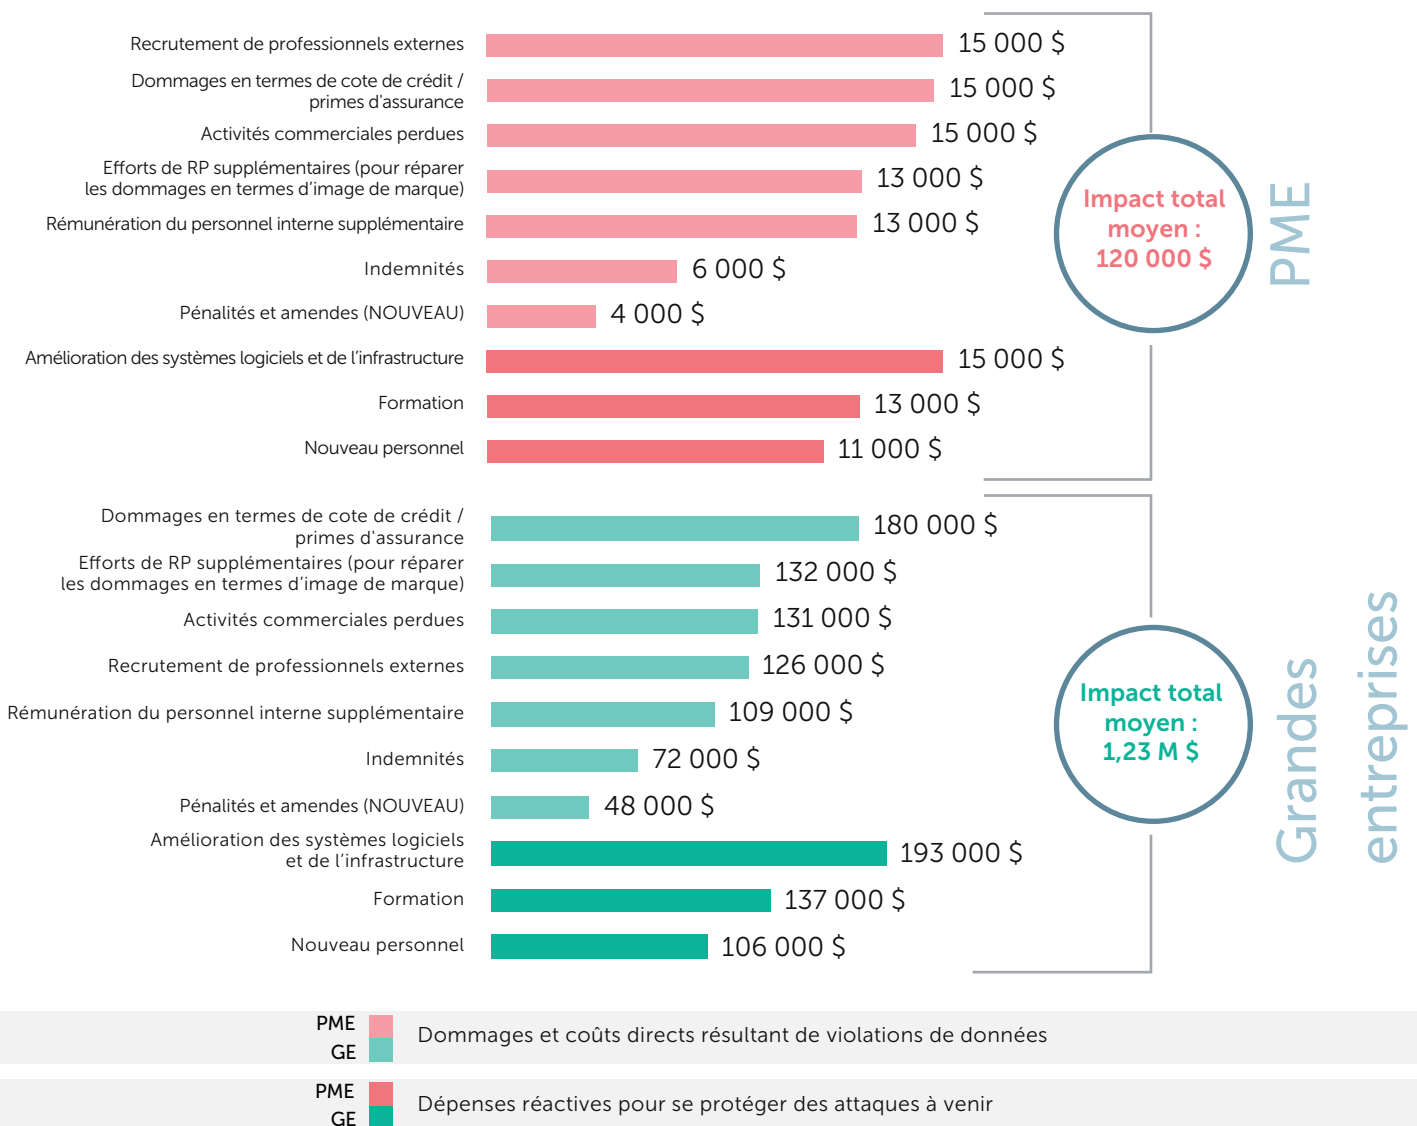 Recrutement de professionnels externes
15 000 $
Dommages en termes de cote de crédit /
primes d'assurance
15 000 $
Activités commerciales perdues
15 000 $
Efforts de RP supplémentaires (pour réparer
les dommages en termes d’image de marque)
13 000 $
Rémunération du personnel interne supplémentaire
13 000 $
Indemnités
6 000 $
Pénalités et amendes (NOUVEAU)
4 000 $
Amélioration des systèmes logiciels et de l’infrastructure
15 000 $
Formation
13 000 $
Nouveau personnel
11 000 $
Impact total
moyen :
120 000 $
PME
Dommages en termes de cote de crédit /
primes d'assurance
180 000 $
Efforts de RP supplémentaires (pour réparer
les dommages en termes d’image de marque)
132 000 $
Activités commerciales perdues
131 000 $
Recrutement de professionnels externes
126 000 $
Rémunération du personnel interne supplémentaire
109 000 $
Indemnités
72 000 $
Pénalités et amendes (NOUVEAU)
48 000 $
Amélioration des systèmes logiciels
et de l’infrastructure
193 000 $
Formation
137 000 $
Nouveau personnel
106 000 $
Impact total
moyen :
1,23 M $
Grandes
entreprises
PME
GE
Dommages et coûts directs résultant de violations de données
PME
GE
Dépenses réactives pour se protéger des attaques à venir